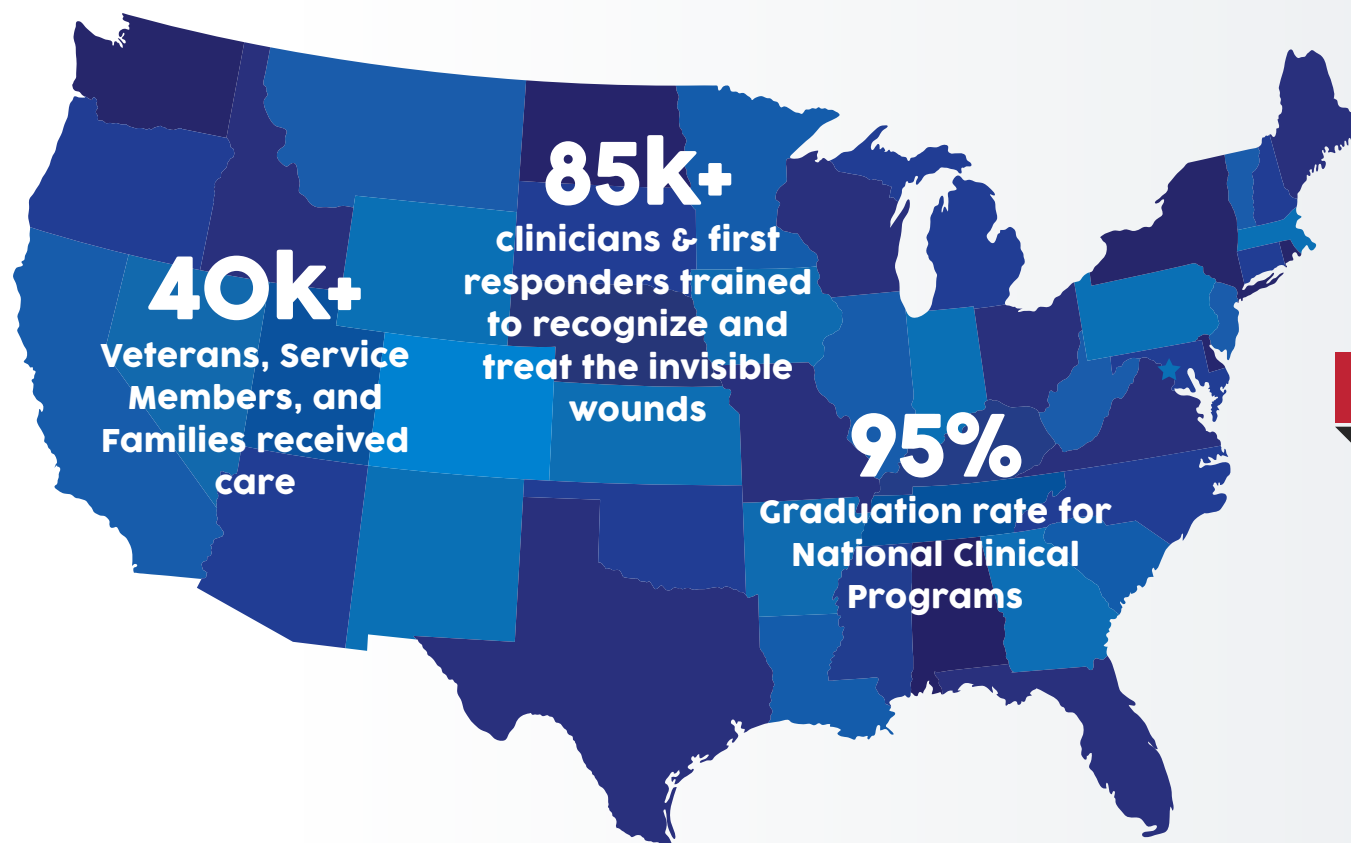 85k+
clinicians & first
responders trained
to recognize and
treat the invisible
wounds
40k+
Veterans, Service
Members, and
Families received
care
95%
Graduation rate for
National Clinical
Programs